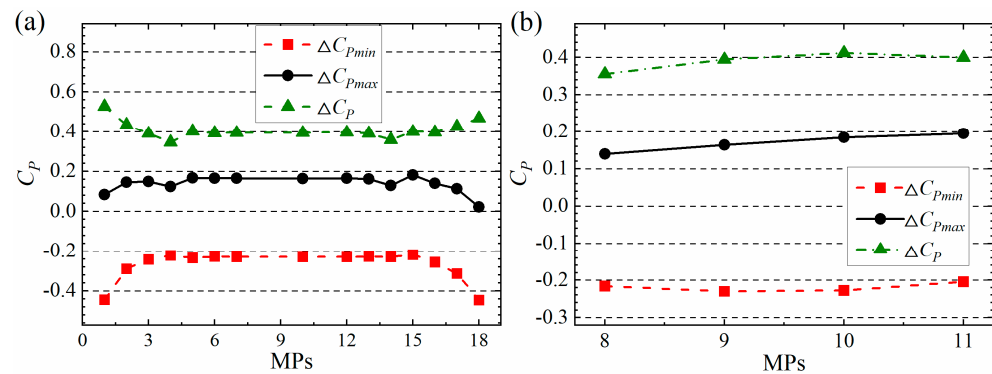 (a)
0.8
0.6
0.4
0.2
0.0
-0.2
-0.4
C_P
△C_Pmin
△C_Pmax
△C_P
0 3 6 9 12 15 18
MPs
(b)
0.4
0.3
0.2
0.1
0.0
-0.1
-0.2
-0.3
C_P
△C_Pmin
△C_Pmax
△C_P
8 9 10 11
MPs